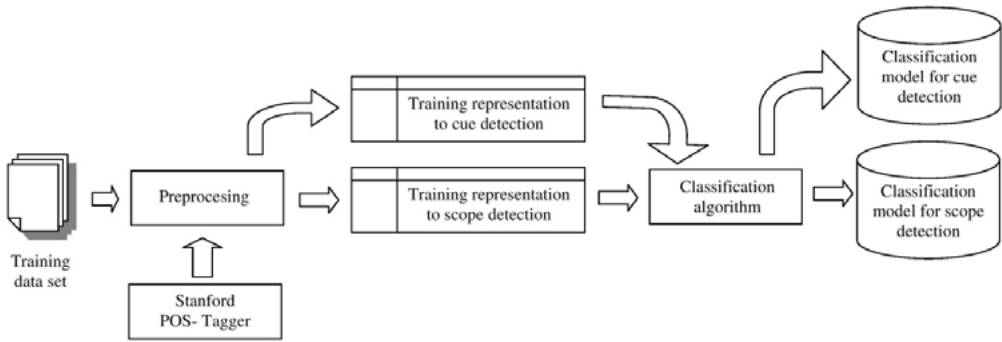 Training
data set
Preprocesing
Stanford
POS- Tagger
Training representation
to cue detection
Training representation
to scope detection
Classification
algorithm
Classification
model for cue
detection
Classification
model for scope
detection